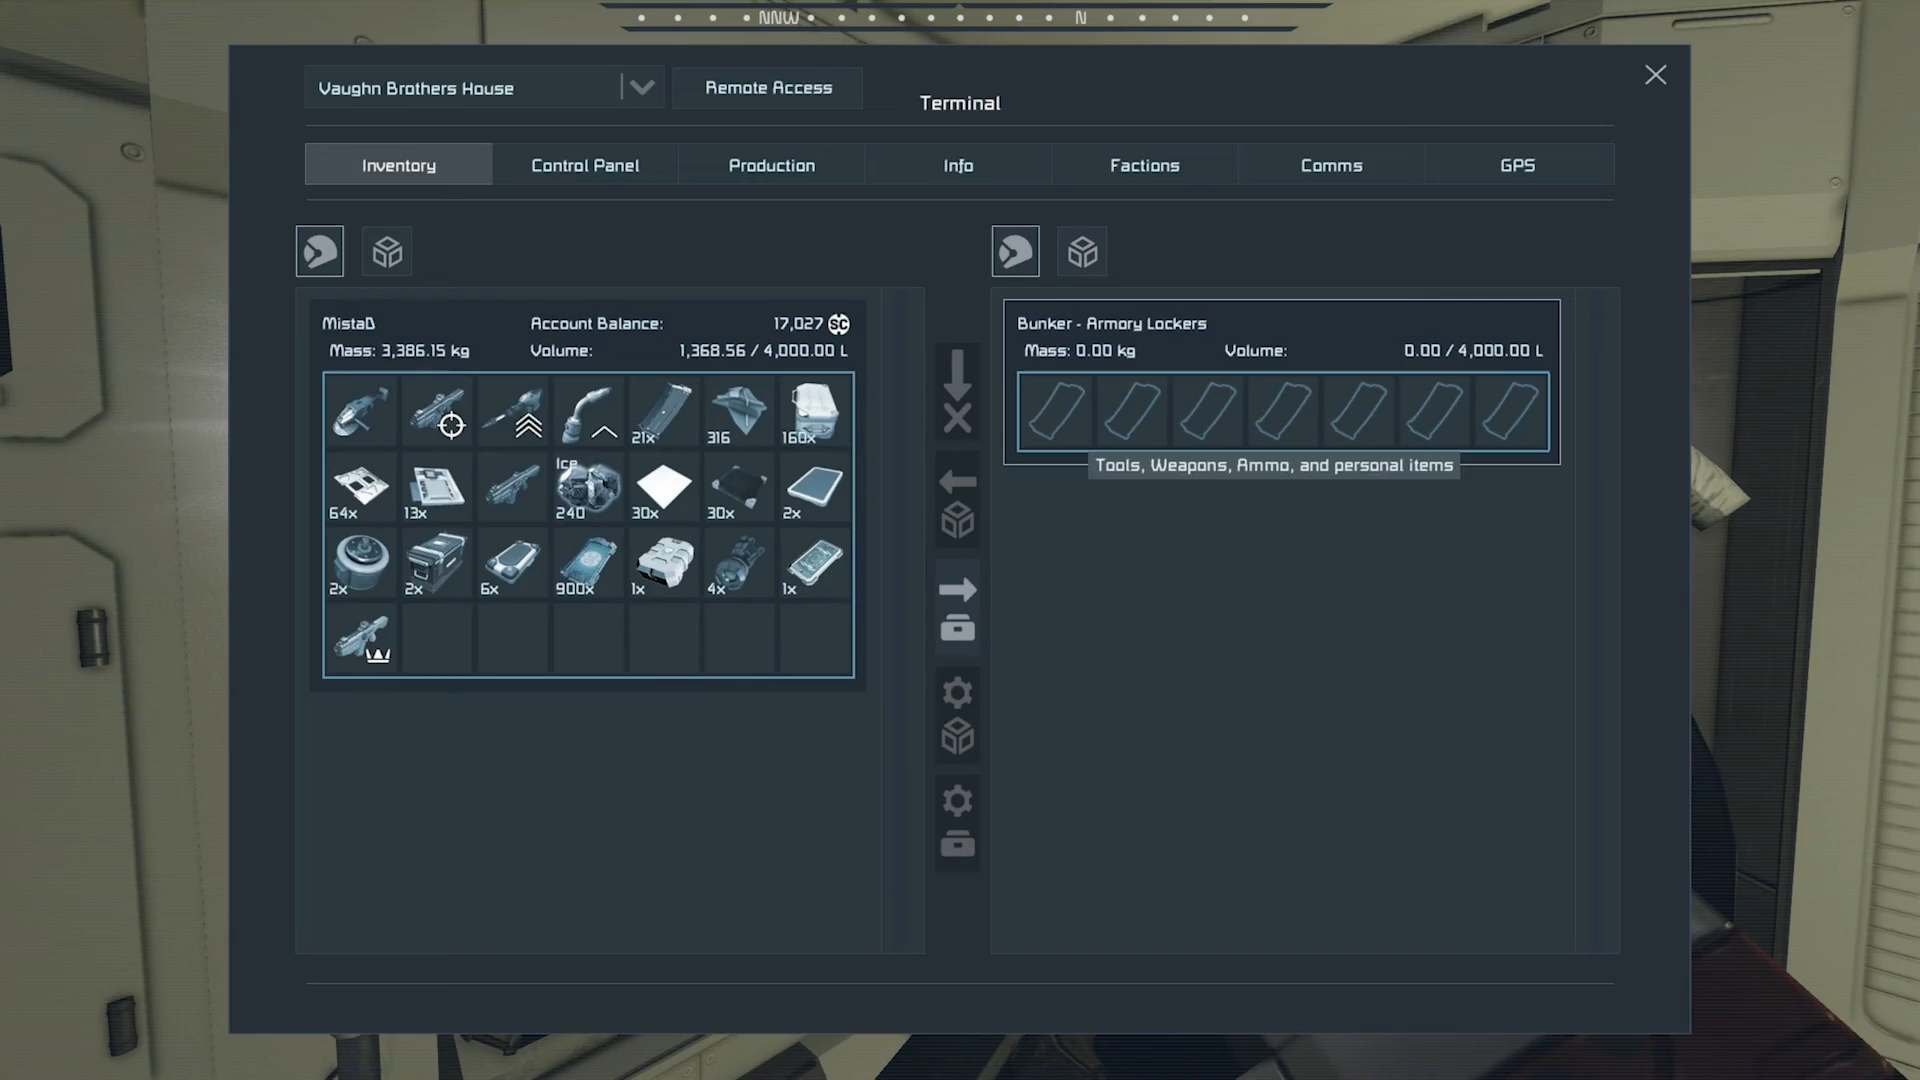 NNW N
Vaughn Brothers House
Remote Access
Terminal
Inventory
Control Panel
Production
Info
Factions
Comms
GPS
MistaD
Account Balance: 17,027 SC
Mass: 3,386.15 kg
Volume: 1,368.56 / 4,000.00 L
21x
316
160x
64x
13x
Ice
240
30x
30x
2x
2x
2x
6x
900x
1x
4x
1x
Bunker - Armory Lockers
Mass: 0.00 kg
Volume: 0.00 / 4,000.00 L
Tools, Weapons, Ammo, and personal items